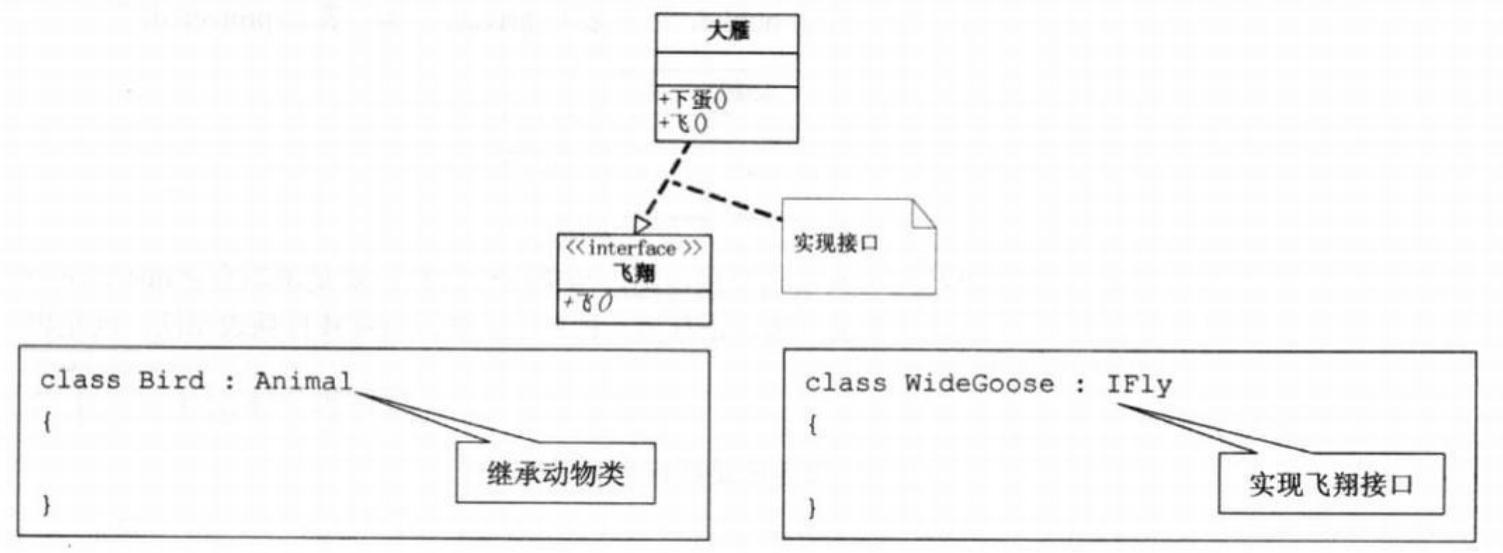 大雁
+下蛋()
+飞()
<<interface>>
飞翔
+飞()
实现接口
class Bird : Animal
{
继承动物类
}
class WideGoose : IFly
{
实现飞翔接口
}